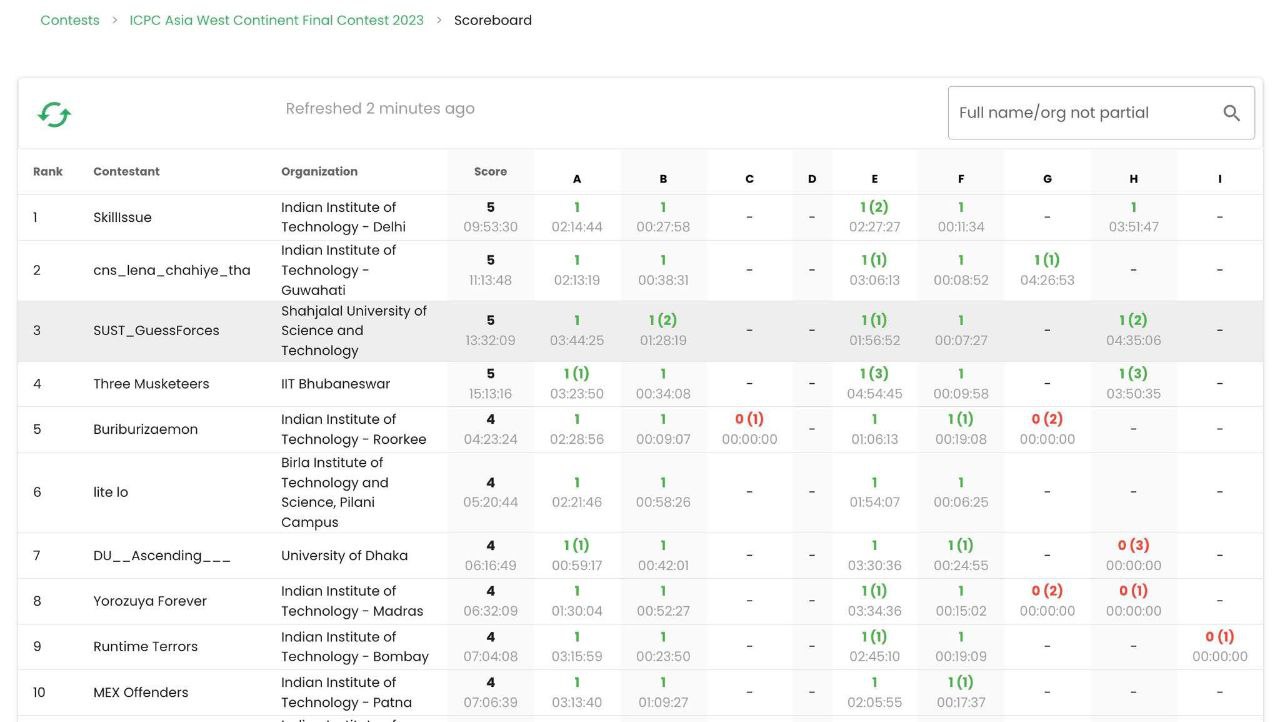 Contests > ICPC Asia West Continent Final Contest 2023 > Scoreboard
Refreshed 2 minutes ago
Full name/org not partial
Rank Contestant Organization Score A B C D E F G H I
1 SkillIssue Indian Institute of Technology - Delhi 5 1 1 - - 1 (2) 1 - 1 -
09:53:30 02:14:44 00:27:58 02:27:27 00:11:34 03:51:47
2 cns_lena_chahiye_tha Indian Institute of Technology - Guwahati 5 1 1 - - 1 (1) 1 1 (1) - -
11:13:48 02:13:19 00:38:31 03:06:13 00:08:52 04:26:53
3 SUST_GuessForces Shahjalal University of Science and Technology 5 1 1 (2) - - 1 (1) 1 - 1 (2) -
13:32:09 03:44:25 01:28:19 01:56:52 00:07:27 04:35:06
4 Three Musketeers IIT Bhubaneswar 5 1 (1) 1 - - 1 (3) 1 - 1 (3) -
15:13:16 03:23:50 00:34:08 04:54:45 00:09:58 03:50:35
5 Buriburizaemon Indian Institute of Technology - Roorkee 4 1 1 0 (1) - 1 1 (1) 0 (2) - -
04:23:24 02:28:56 00:09:07 00:00:00 01:06:13 00:19:08 00:00:00
6 lite lo Birla Institute of Technology and Science, Pilani Campus 4 1 1 - - 1 1 - - -
05:20:44 02:21:46 00:58:26 01:54:07 00:06:25
7 DU__Ascending___ University of Dhaka 4 1 (1) 1 - - 1 1 (1) - 0 (3) -
06:16:49 00:59:17 00:42:01 03:30:36 00:24:55 00:00:00
8 Yorozuya Forever Indian Institute of Technology - Madras 4 1 1 - - 1 (1) 1 0 (2) 0 (1) -
06:32:09 01:30:04 00:52:27 03:34:36 00:15:02 00:00:00 00:00:00
9 Runtime Terrors Indian Institute of Technology - Bombay 4 1 1 - - 1 (1) 1 - - 0 (1)
07:04:08 03:15:59 00:23:50 02:45:10 00:19:09 00:00:00
10 MEX Offenders Indian Institute of Technology - Patna 4 1 1 - - 1 1 (1) - - -
07:06:39 03:13:40 01:09:27 02:05:55 00:17:37